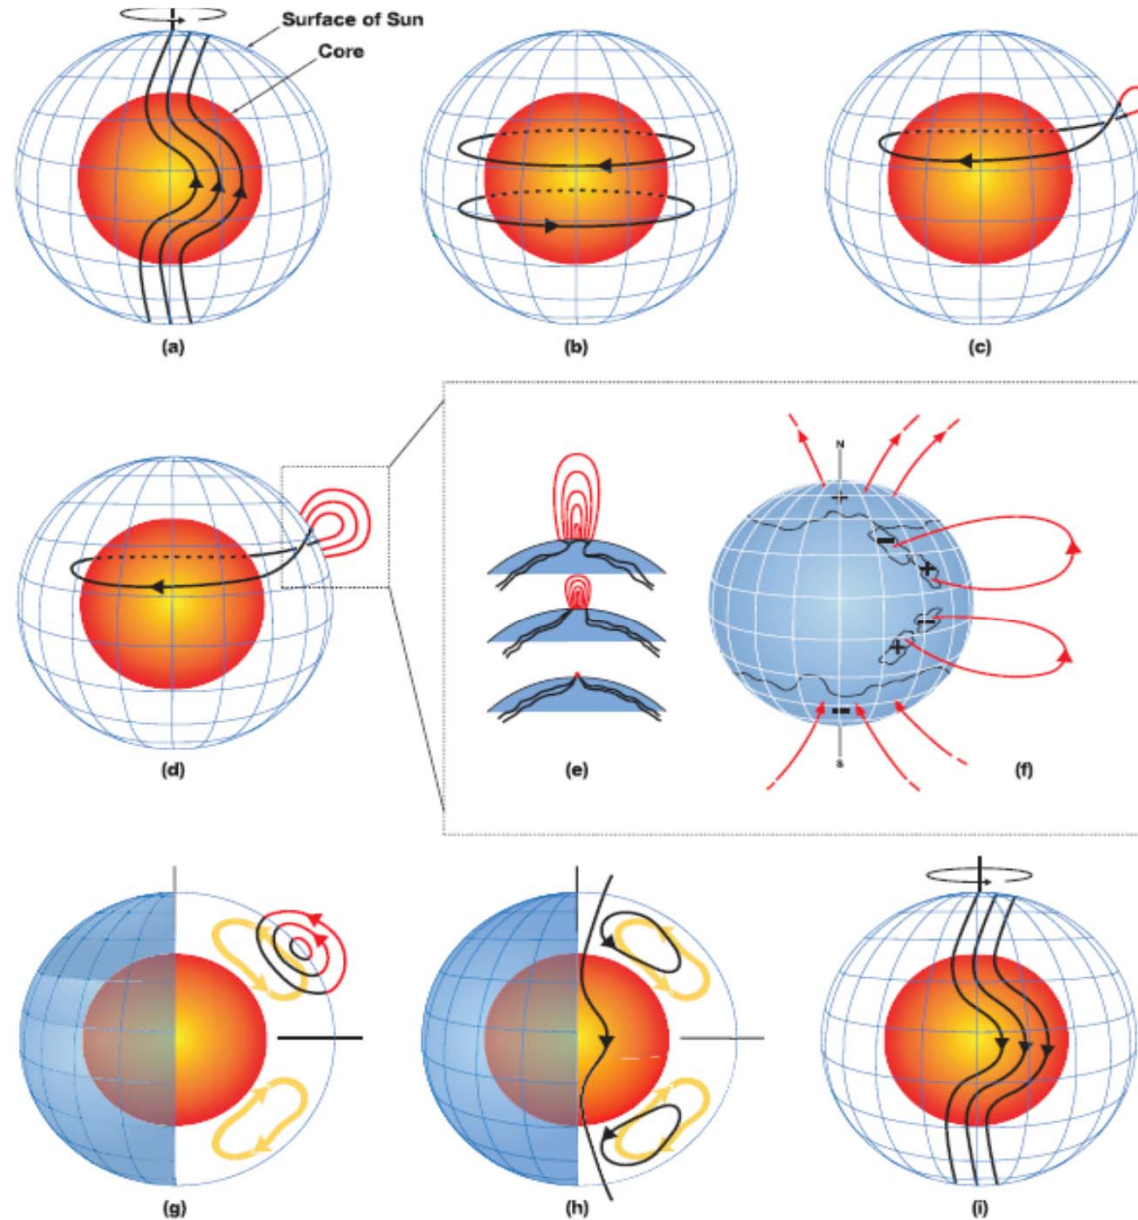 Surface of Sun
Core
(a)
(b)
(c)
N
+
−
+
−
+
−
S
(d)
(e)
(f)
(g)
(h)
(i)